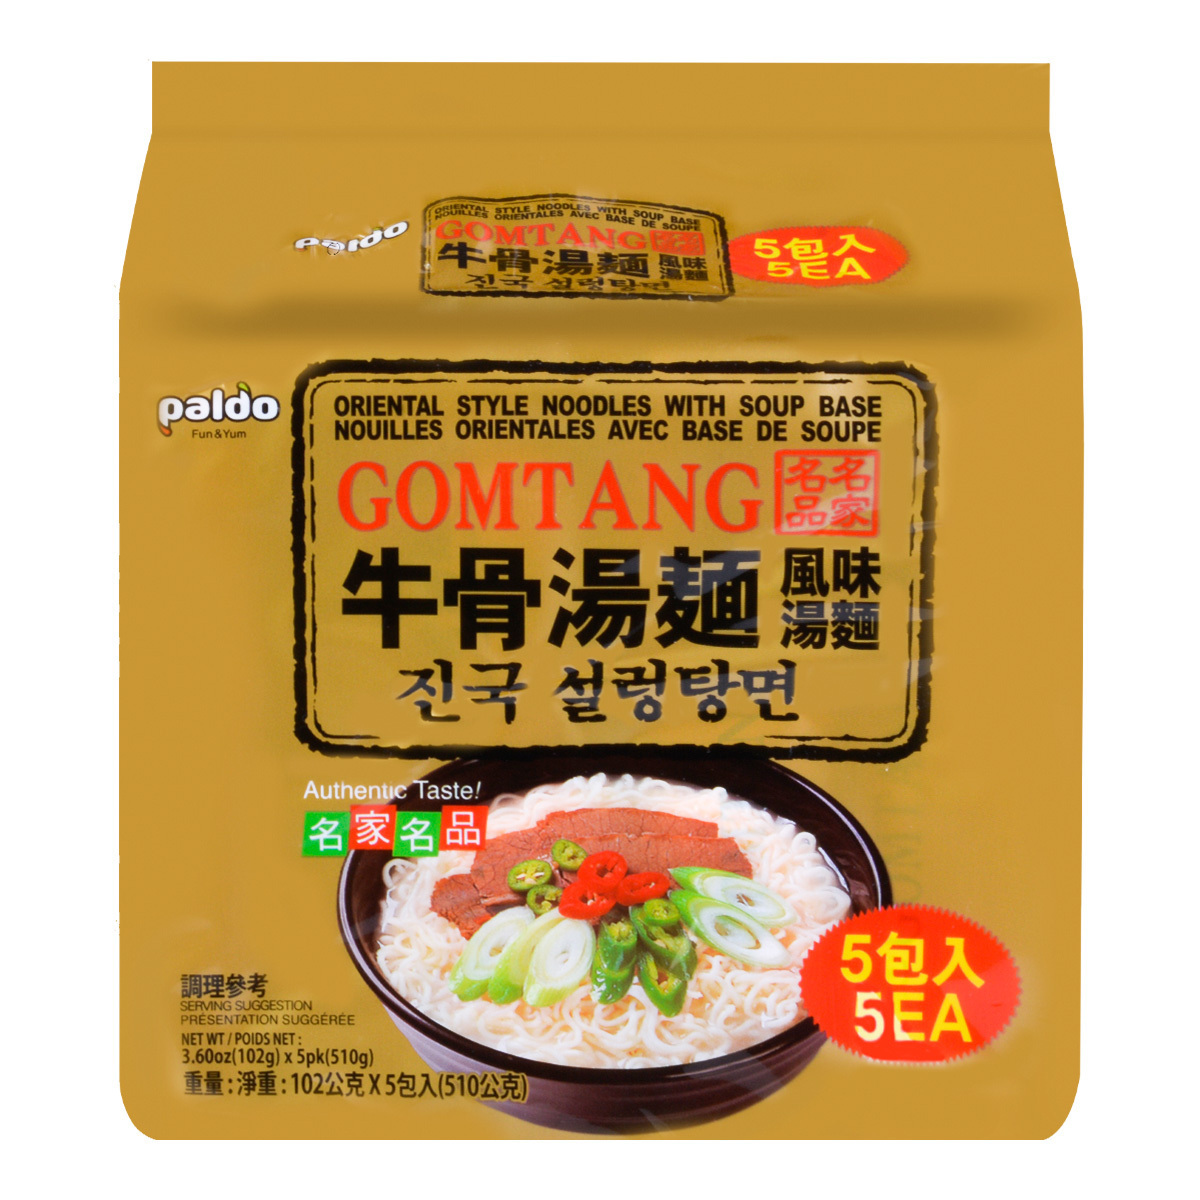 paldo
ORIENTAL STYLE NOODLES WITH SOUP BASE
NOUILLES ORIENTALES AVEC BASE DE SOUPE
GOMTANG 名家名品
牛骨湯麵 風味湯麵
진국 설렁탕면
5包入
5EA
paldo
Fun & Yum
ORIENTAL STYLE NOODLES WITH SOUP BASE
NOUILLES ORIENTALES AVEC BASE DE SOUPE
GOMTANG 名家名品
牛骨湯麵 風味湯麵
진국 설렁탕면
Authentic Taste!
名家名品
5包入
5EA
調理參考
SERVING SUGGESTION
PRÉSENTATION SUGGÉRÉE
NET WT / POIDS NET :
3.60oz(102g) x 5pk(510g)
重量 : 淨重 : 102公克 X 5包入(510公克)